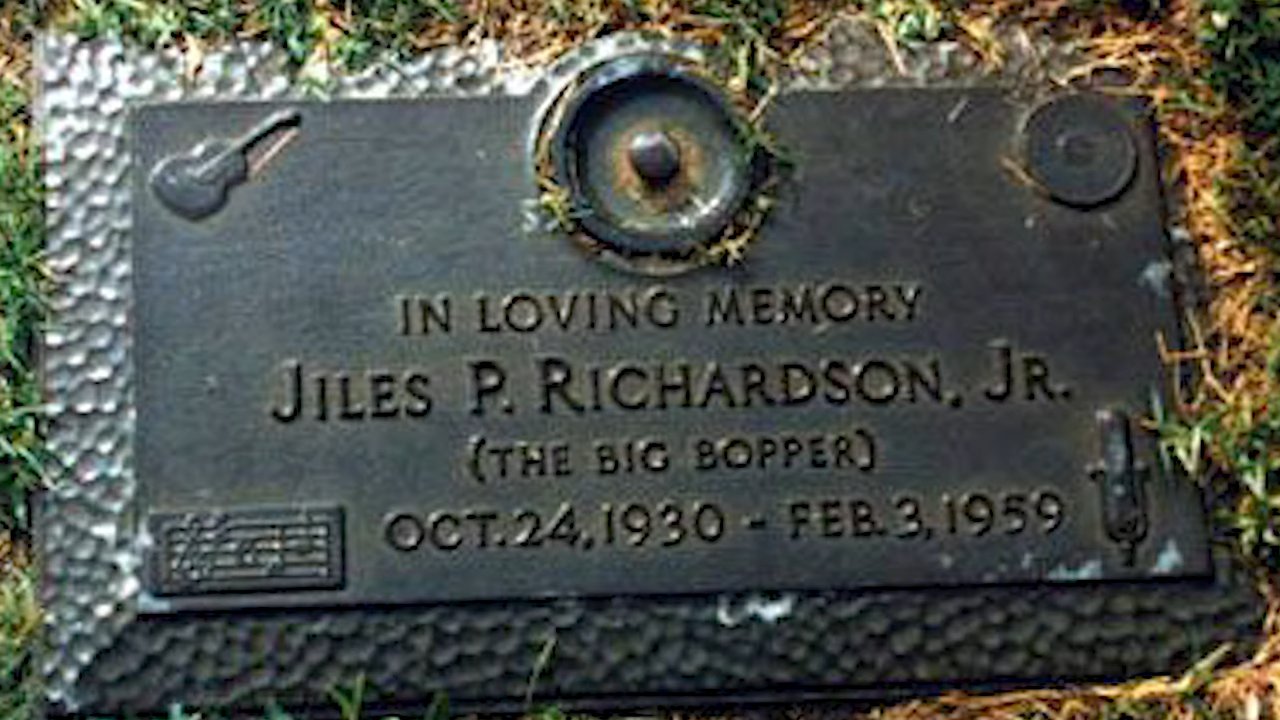 IN LOVING MEMORY
JILES P. RICHARDSON, JR.
(THE BIG BOPPER)
OCT. 24, 1930 - FEB. 3, 1959